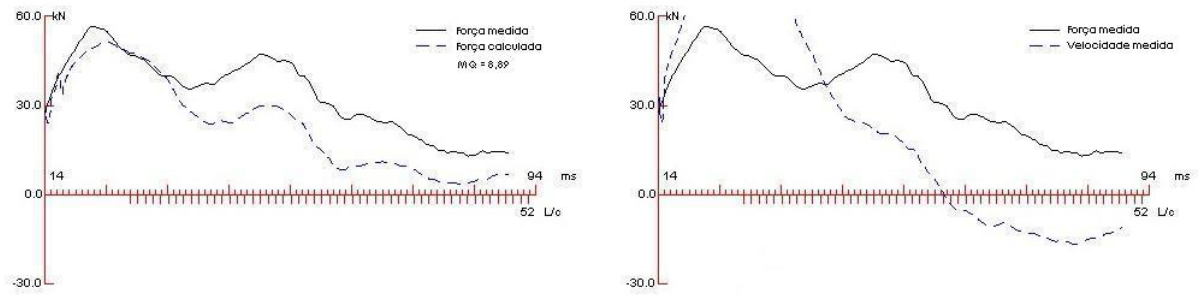 60.0 kN
Força medida
Força calculada
MQ = 8,89
30.0
14 94 ms
0.0
52 L/c
-30.0
60.0 kN
Força medida
Velocidade medida
30.0
14 94 ms
0.0
52 L/c
-30.0